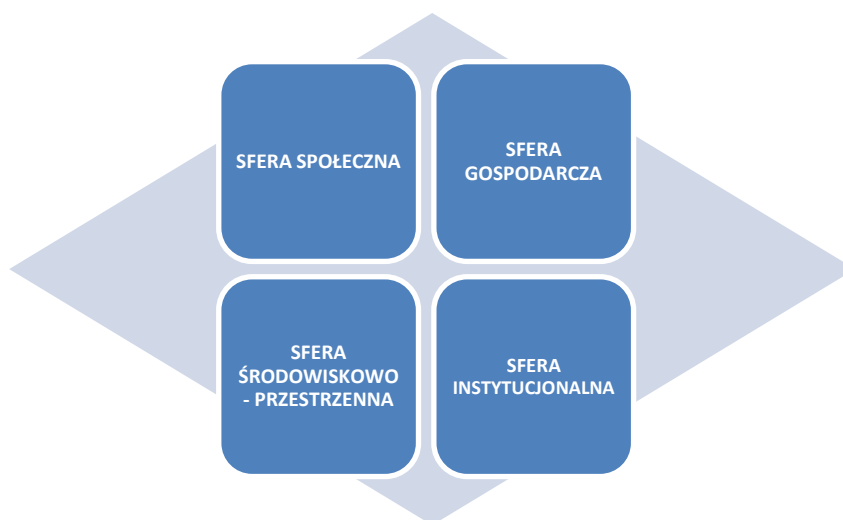 SFERA SPOŁECZNA
SFERA
GOSPODARCZA
SFERA
ŚRODOWISKOWO
- PRZESTRZENNA
SFERA
INSTYTUCJONALNA